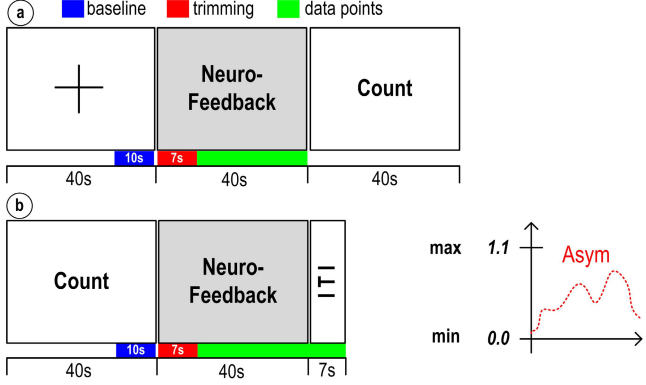 a baseline trimming data points
Neuro-
Feedback
Count
10s 7s
40s 40s 40s
b
Count
Neuro-
Feedback
ITI
10s 7s
40s 40s 7s
max 1.1
Asym
min 0.0